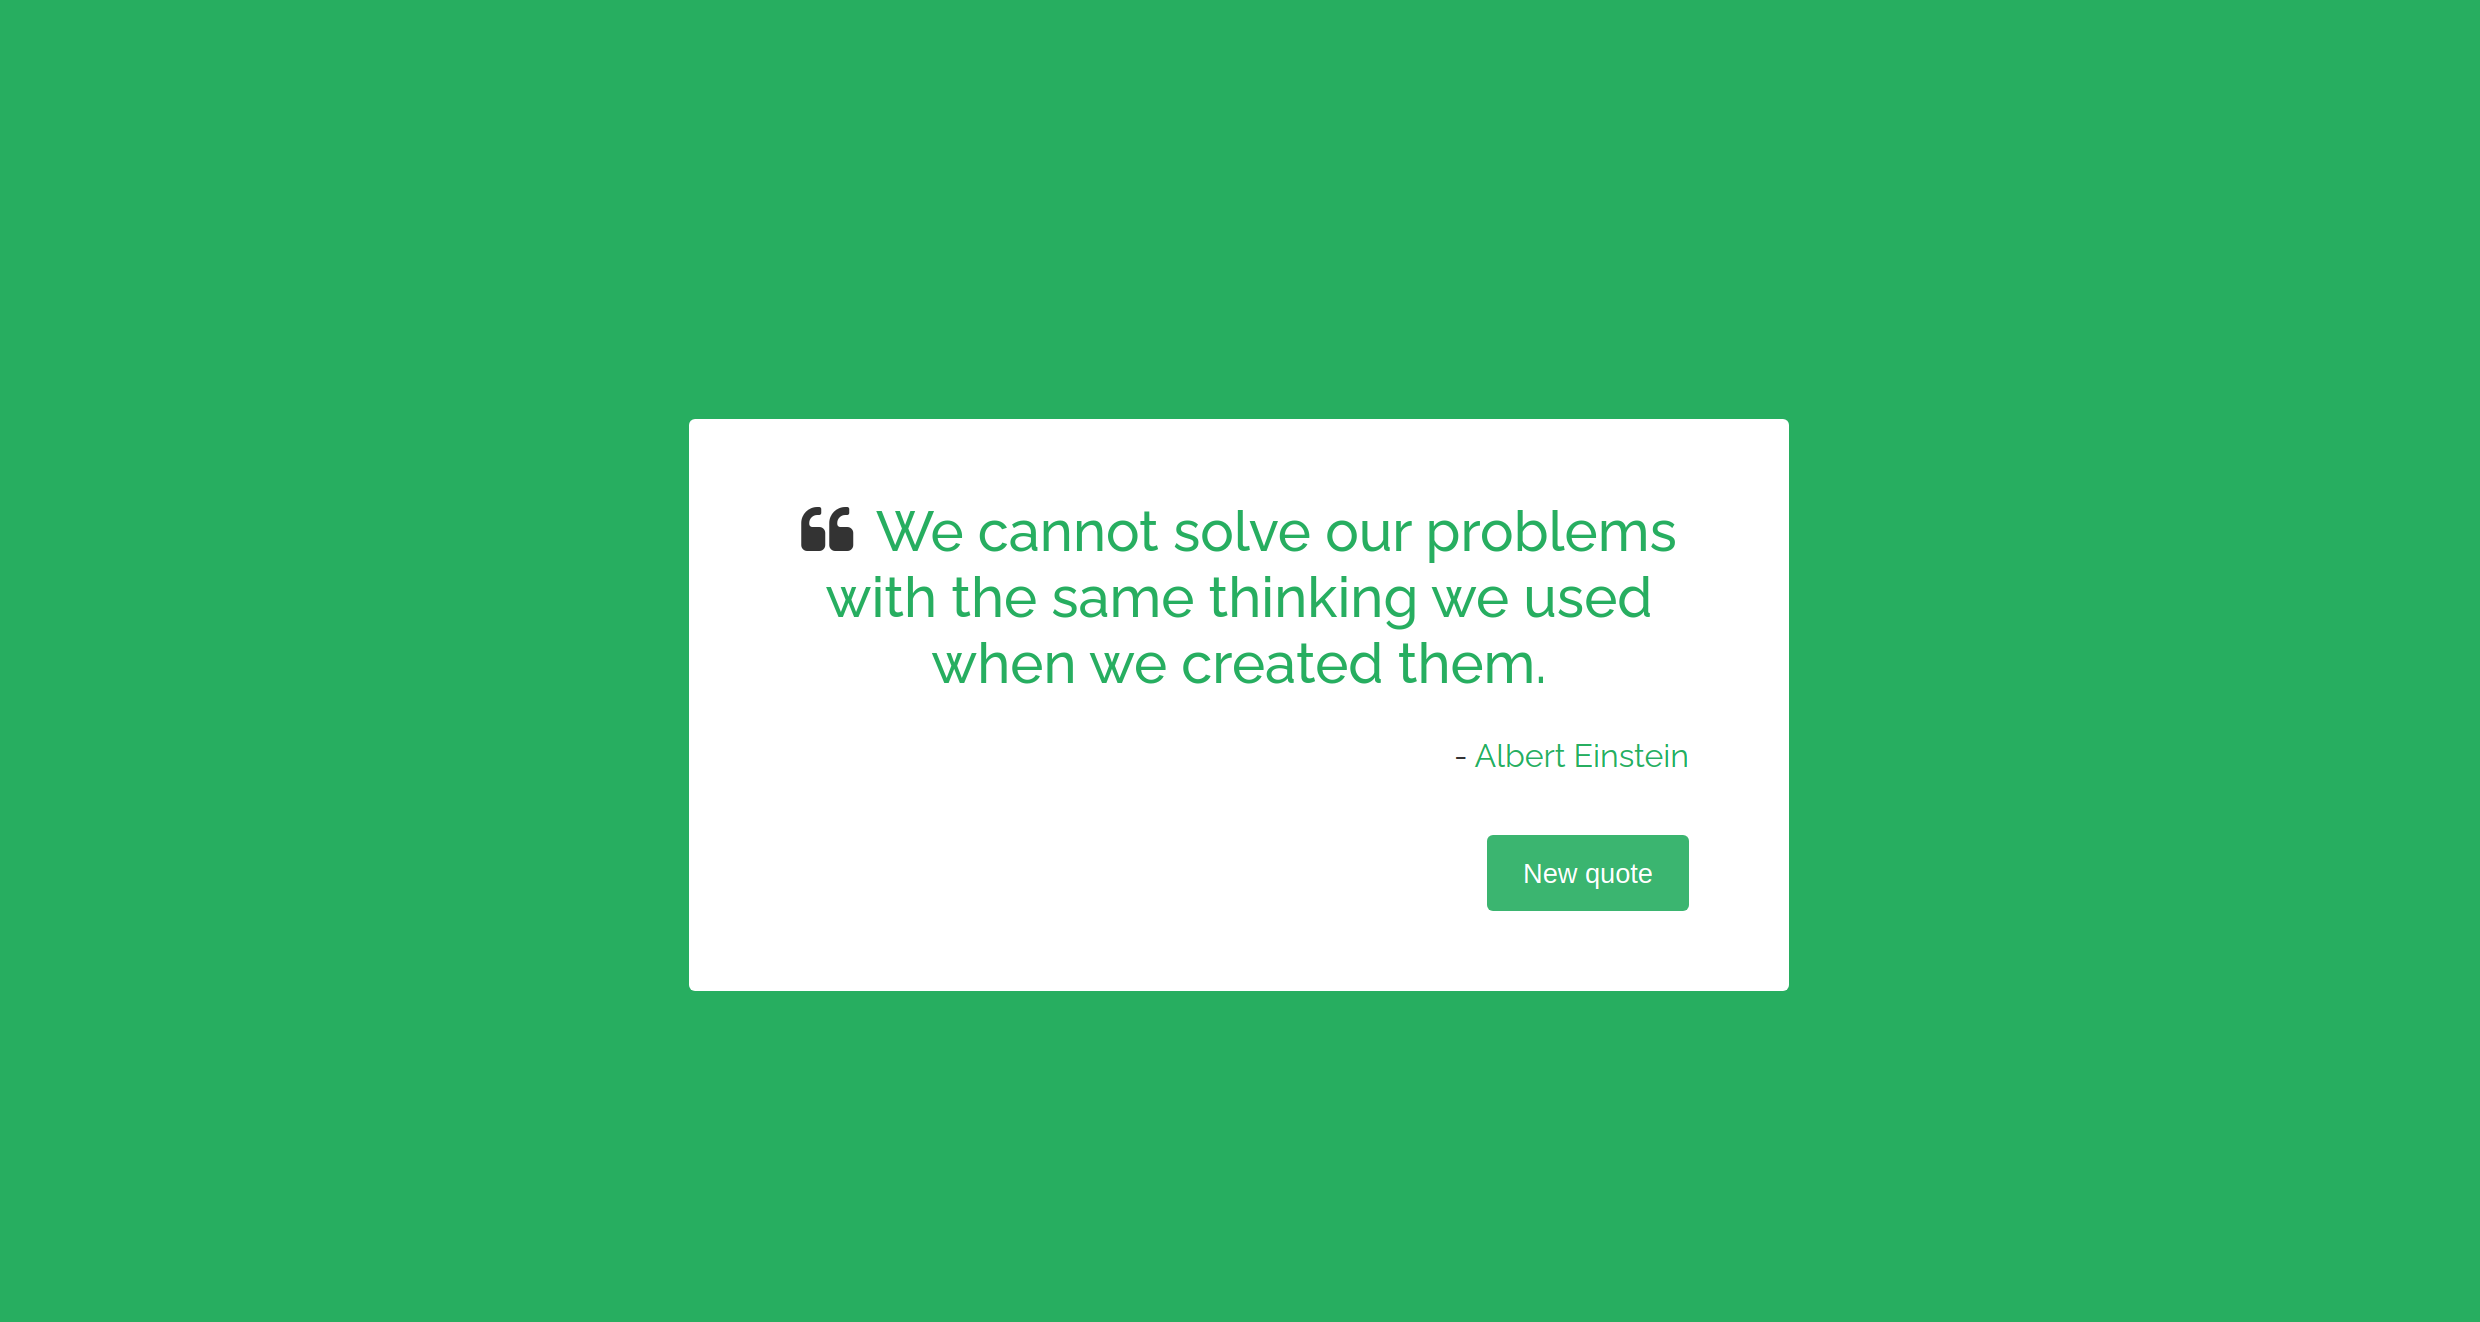 “ We cannot solve our problems
with the same thinking we used
when we created them.
- Albert Einstein
New quote